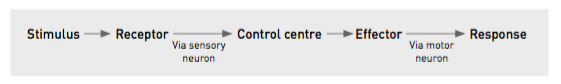 Stimulus Receptor Control centre Effector Response
Via sensory neuron
Via motor neuron